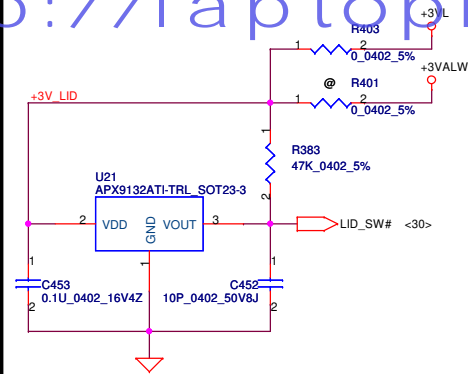 p://laptopi
+3VL
R403
1 2
0_0402_5%
+3VALW
@ R401
1 2
0_0402_5%
+3V_LID
1
R383
47K_0402_5%
2
U21
APX9132ATI-TRL_SOT23-3
2 VDD GND VOUT 3
LID_SW# <30>
1
1
C453
0.1U_0402_16V4Z
2
1
C452
10P_0402_50V8J
2